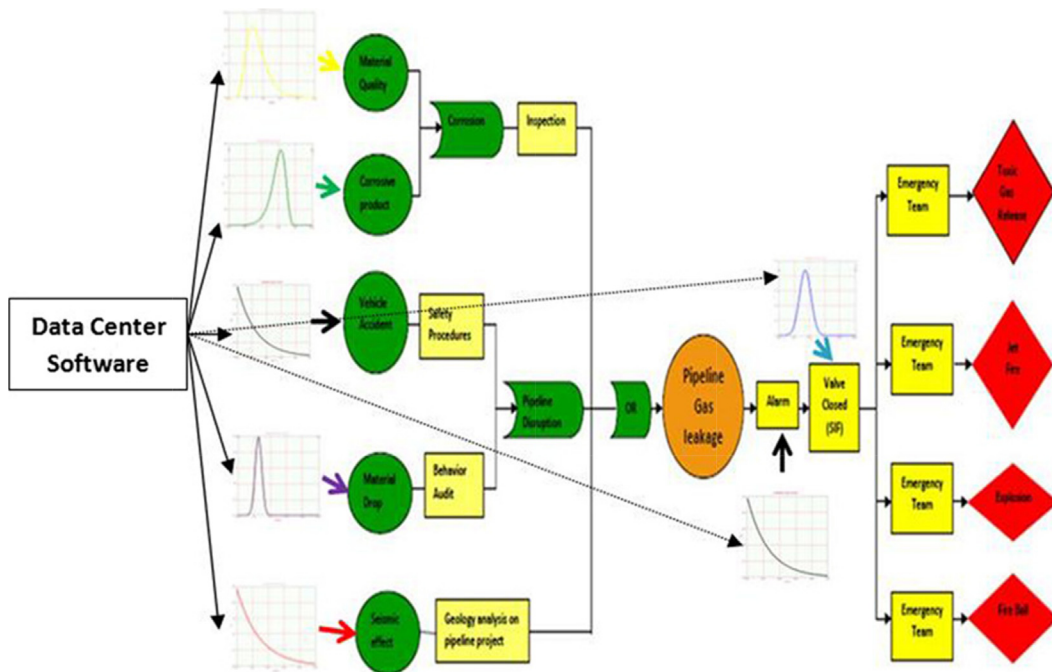 Data Center
Software
Material
Quality
Corrosive
product
Vehicle
Accident
Material
Drop
Seismic
effect
Corrosion
Inspection
Safety
Procedures
Behavior
Audit
Geology analysis on
pipeline project
Pipeline
Disruption
OR
Pipeline
Gas
leakage
Alarm
Valve
Closed
(SIF)
Emergency
Team
Toxic
Gas
Release
Emergency
Team
Jet
Fire
Emergency
Team
Explosion
Emergency
Team
Fire Ball